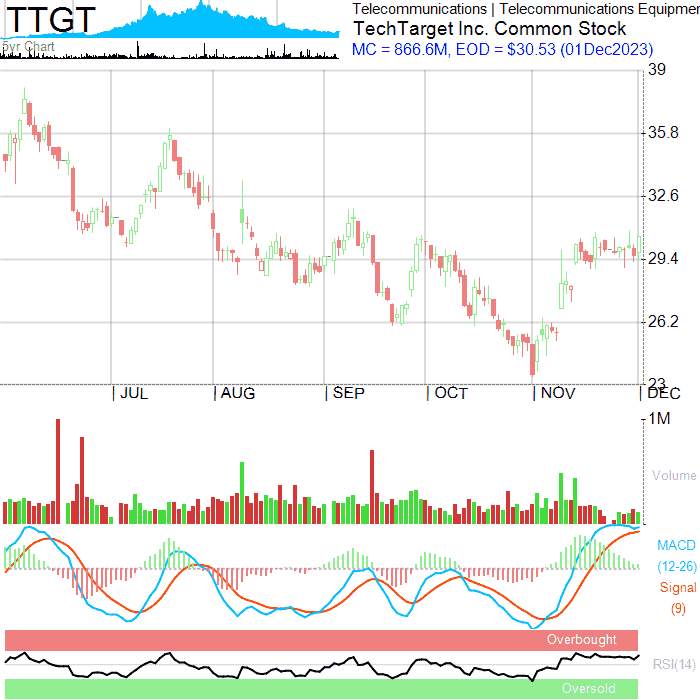 TTGT
5yr Chart
Telecommunications | Telecommunications Equipmen
TechTarget Inc. Common Stock
MC = 866.6M, EOD = $30.53 (01Dec2023)
39
35.8
32.6
29.4
26.2
23
JUL AUG SEP OCT NOV DEC
1M
Volume
MACD
(12-26)
Signal
(9)
Overbought
RSI(14)
Oversold